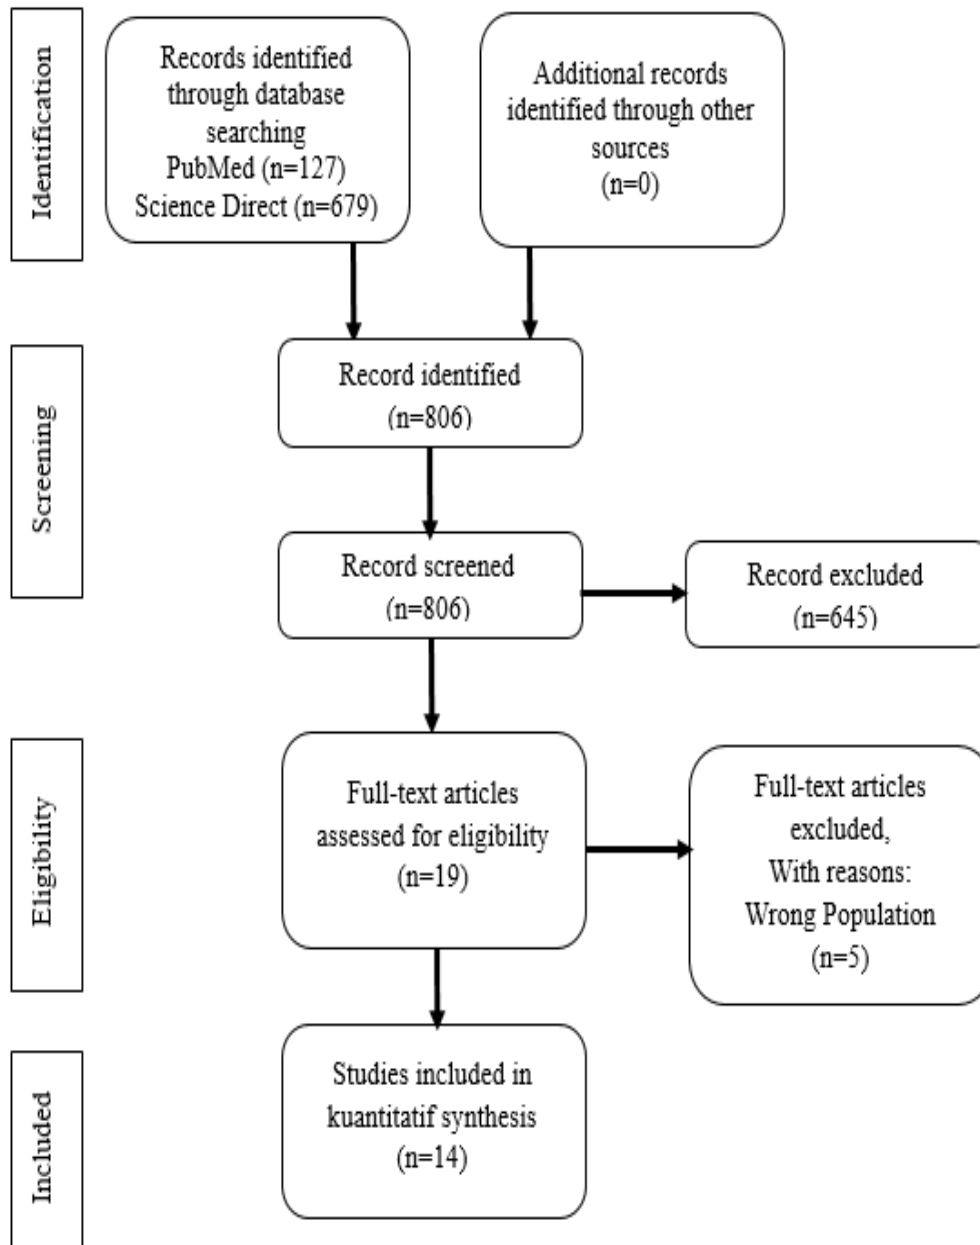 Identification
Records identified
through database
searching
PubMed (n=127)
Science Direct (n=679)
Additional records
identified through other
sources
(n=0)
Screening
Record identified
(n=806)
Record screened
(n=806)
Record excluded
(n=645)
Eligibility
Full-text articles
assessed for eligibility
(n=19)
Full-text articles
excluded,
With reasons:
Wrong Population
(n=5)
Included
Studies included in
kuantitatif synthesis
(n=14)